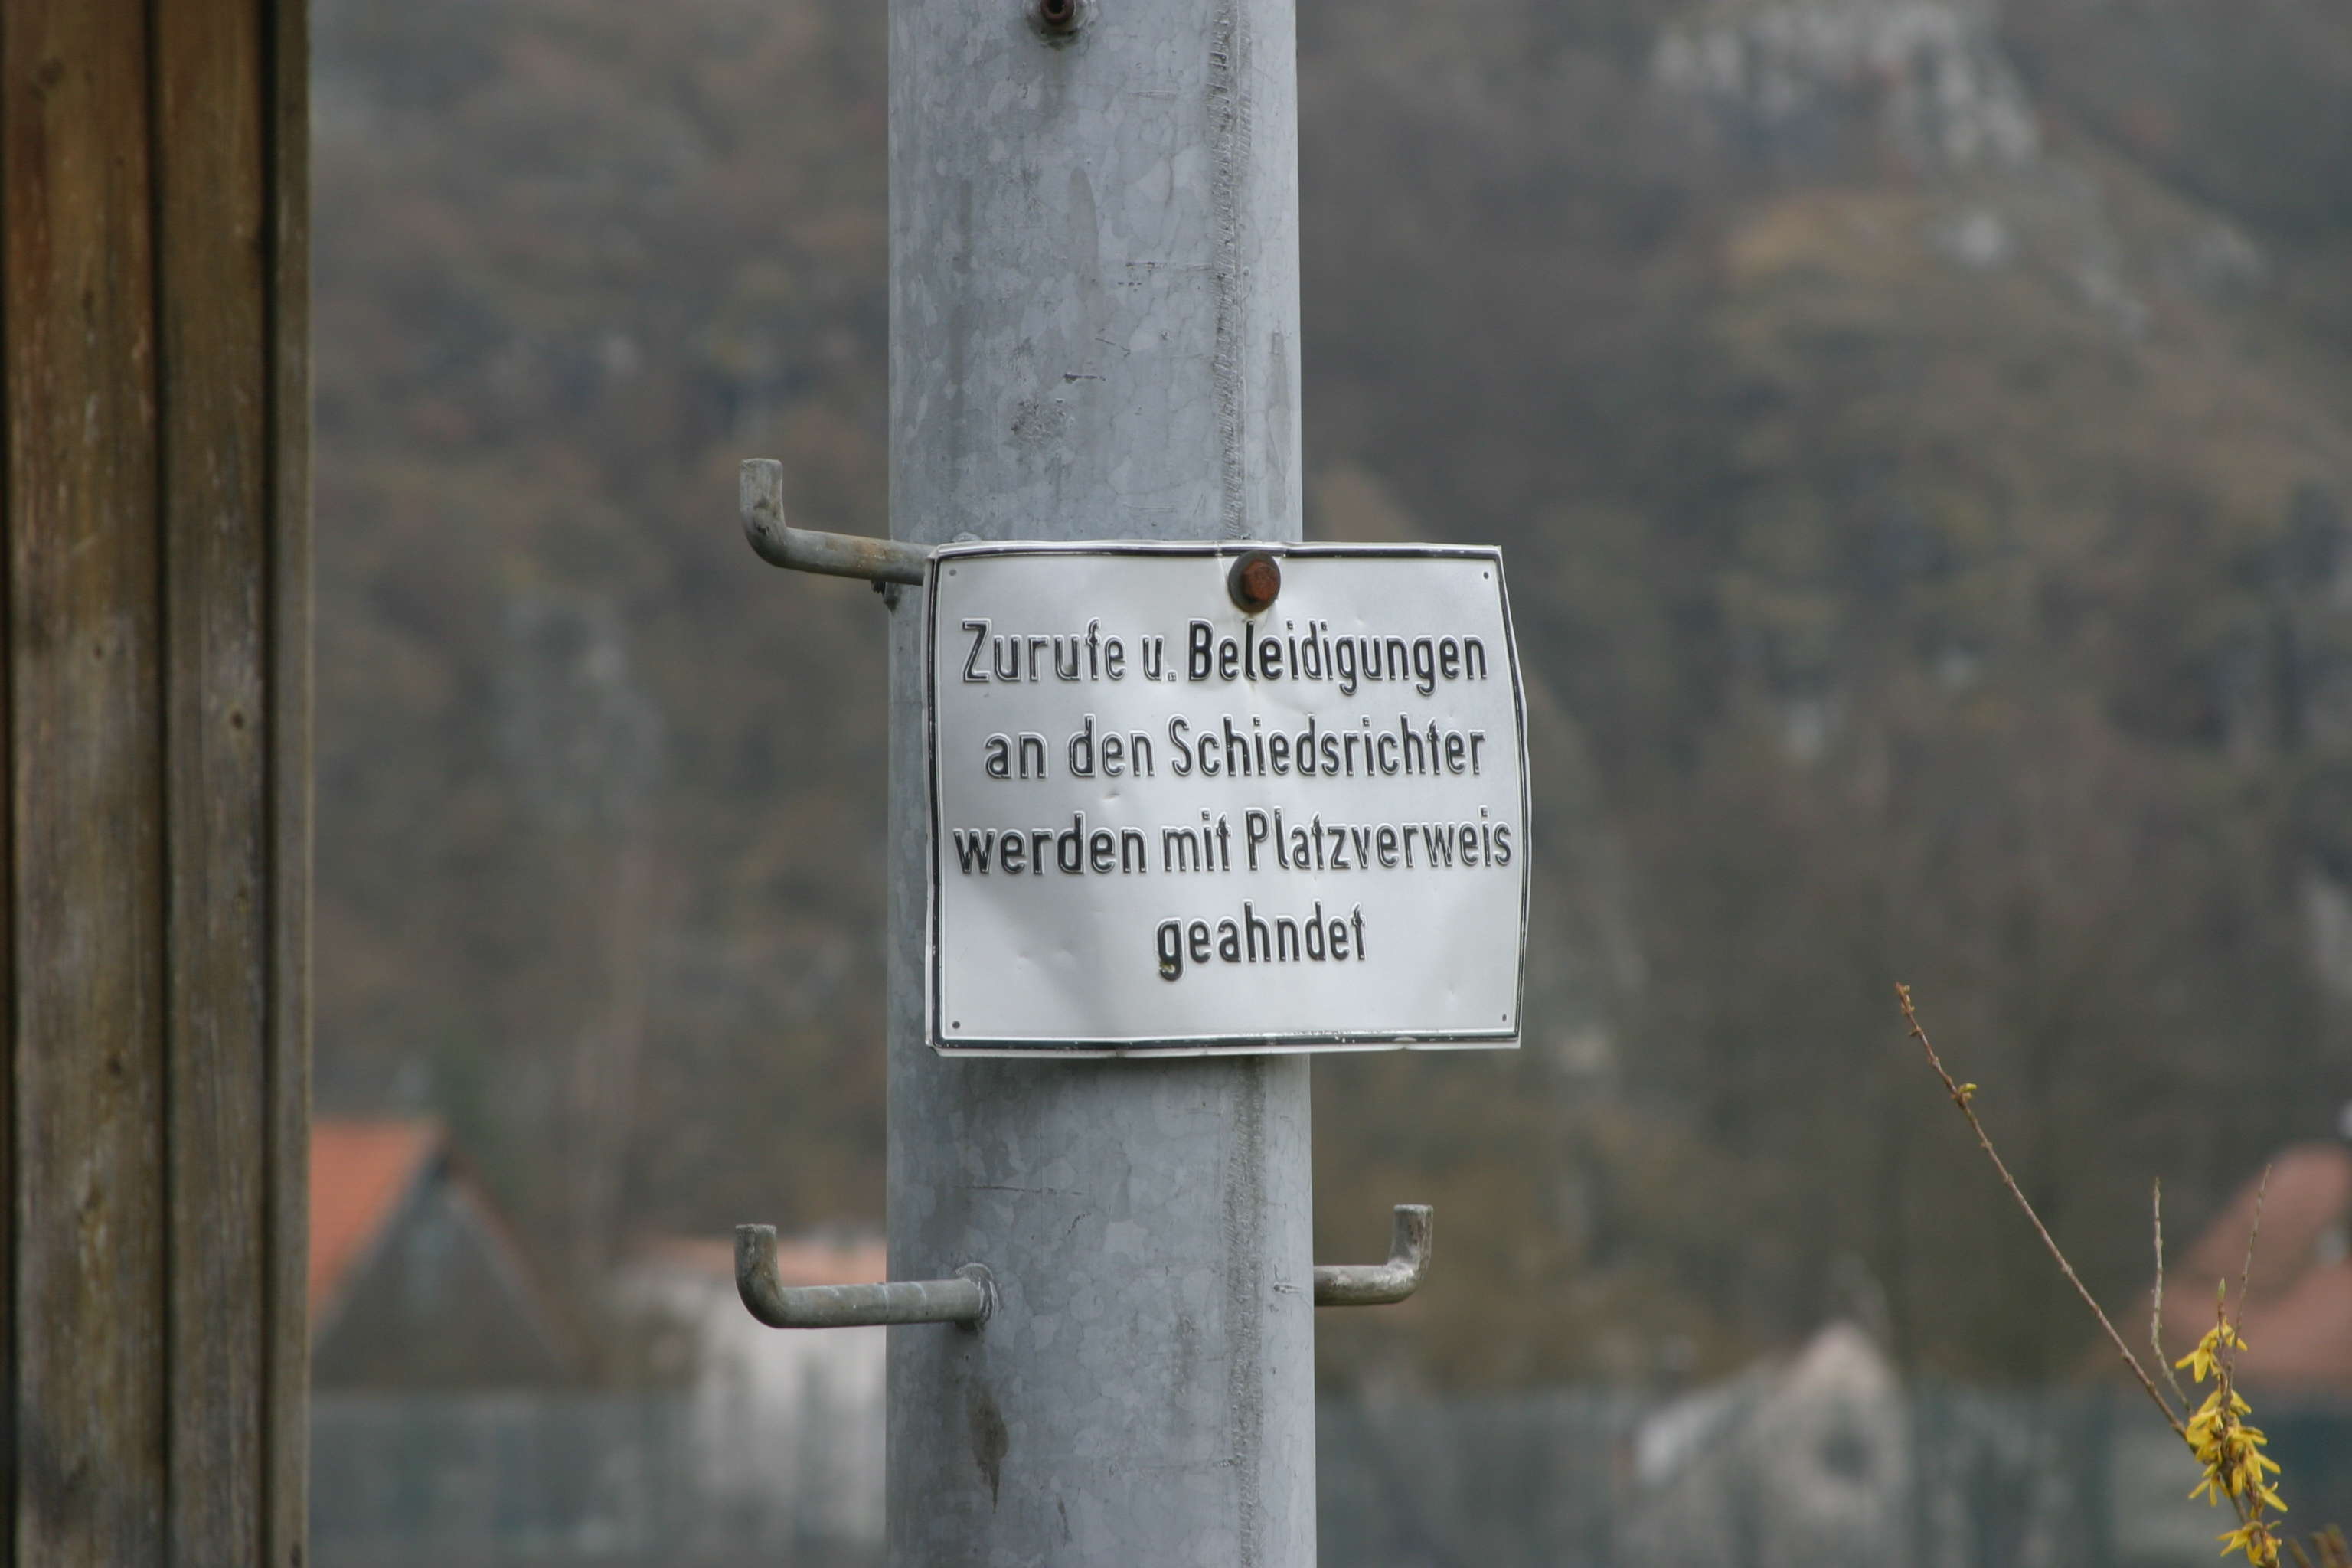 Zurufe u. Beleidigungen
an den Schiedsrichter
werden mit Platzverweis
geahndet